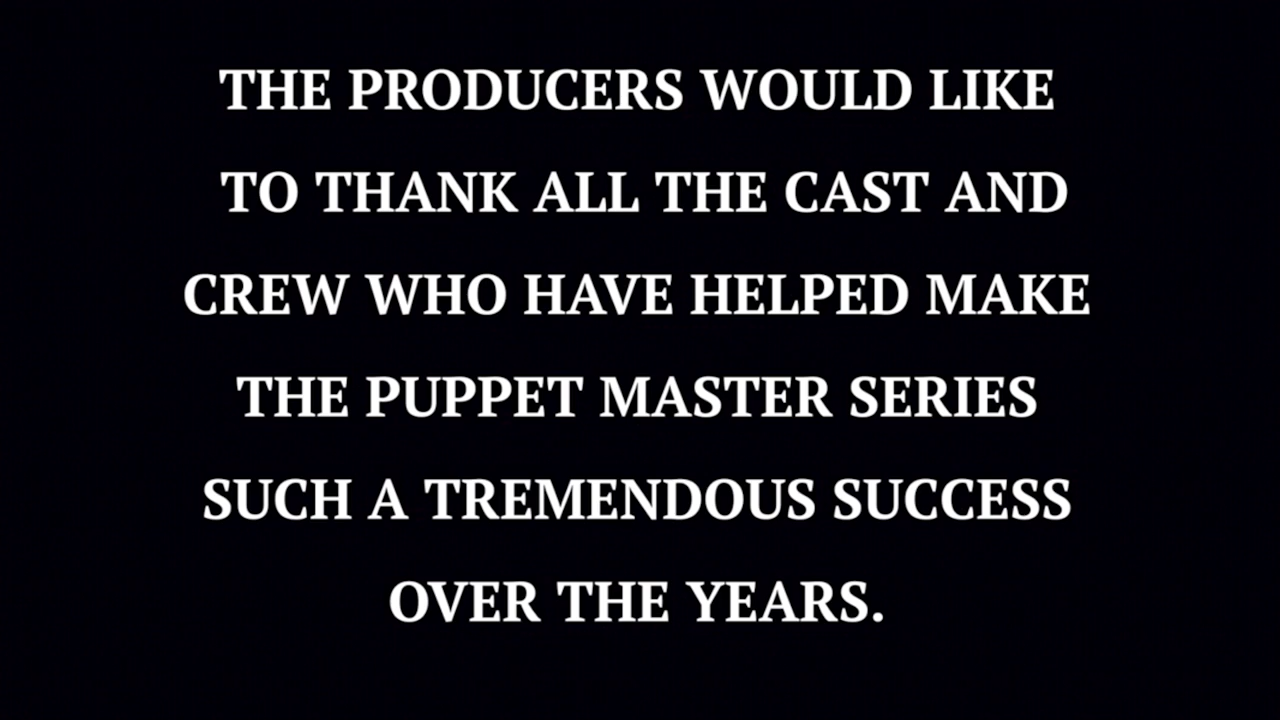 THE PRODUCERS WOULD LIKE
TO THANK ALL THE CAST AND
CREW WHO HAVE HELPED MAKE
THE PUPPET MASTER SERIES
SUCH A TREMENDOUS SUCCESS
OVER THE YEARS.